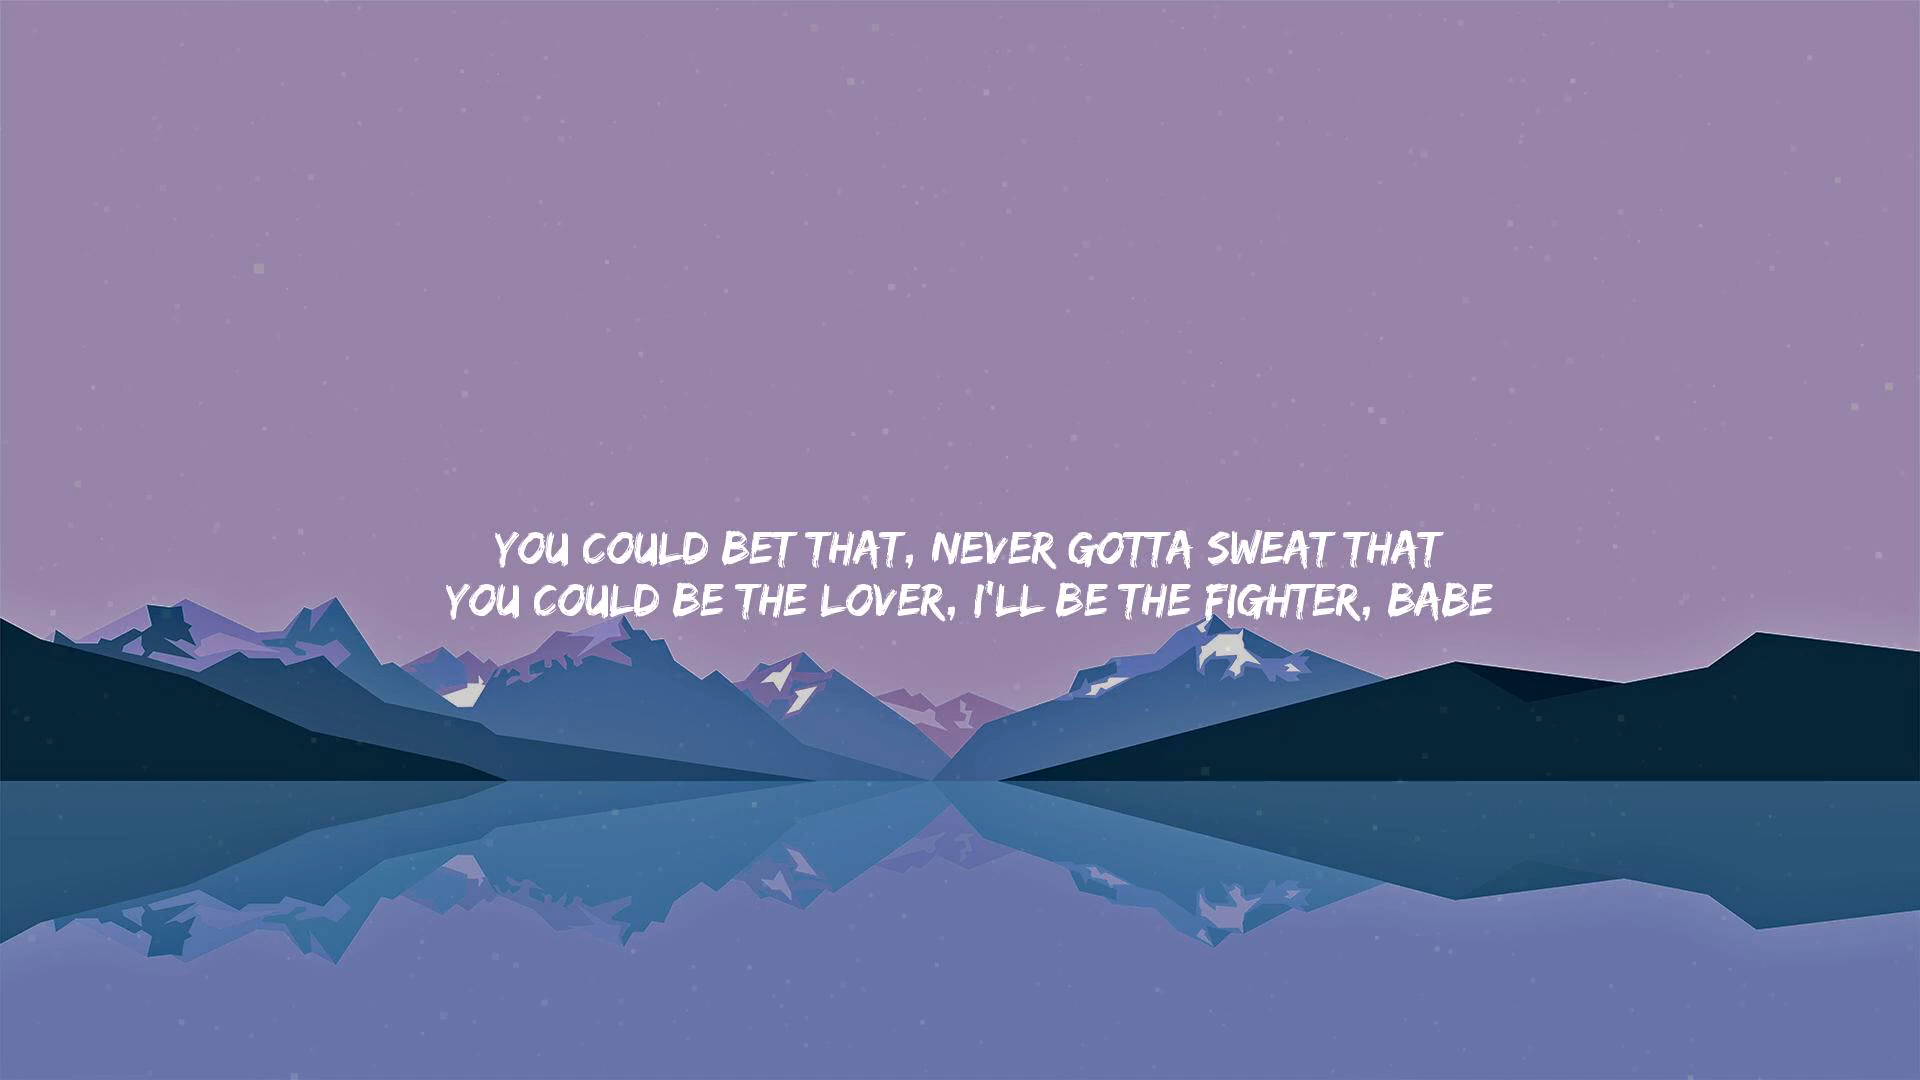 YOU COULD BET THAT, NEVER GOTTA SWEAT THAT
YOU COULD BE THE LOVER, I'LL BE THE FIGHTER, BABE